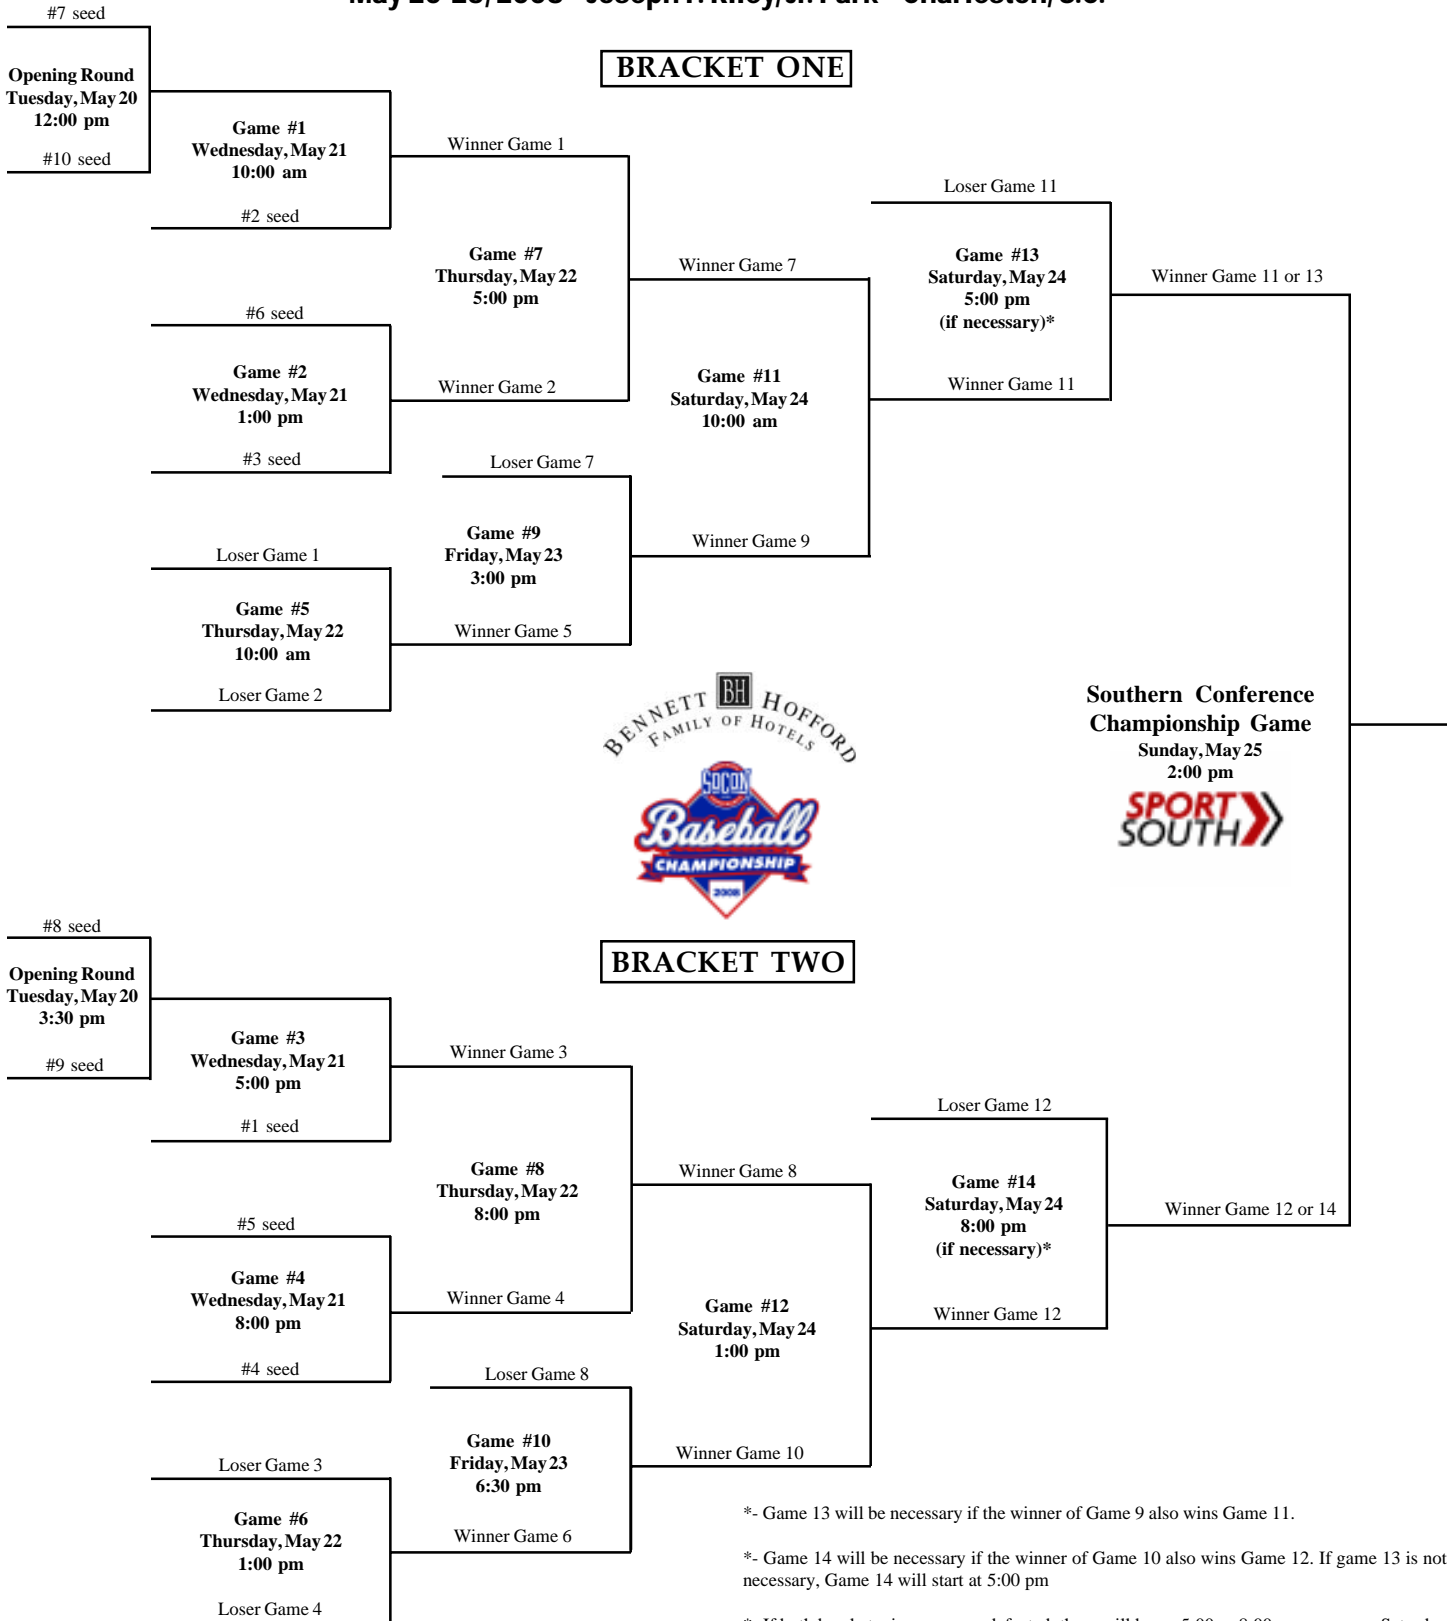 #7 seed
Opening Round
Tuesday, May 20
12:00 pm
#10 seed
BRACKET ONE
Game #1
Wednesday, May 21
10:00 am
#2 seed
Winner Game 1
Game #7
Thursday, May 22
5:00 pm
#6 seed
Game #2
Wednesday, May 21
1:00 pm
#3 seed
Winner Game 2
Winner Game 7
Game #11
Saturday, May 24
10:00 am
Loser Game 11
Game #13
Saturday, May 24
5:00 pm
(if necessary)*
Winner Game 11
Winner Game 11 or 13
Loser Game 7
Game #9
Friday, May 23
3:00 pm
Winner Game 5
Winner Game 9
Loser Game 1
Game #5
Thursday, May 22
10:00 am
Loser Game 2
BENNETT BH HOFFORD
FAMILY OF HOTELS
SOCON
Baseball
CHAMPIONSHIP
2008
Southern Conference
Championship Game
Sunday, May 25
2:00 pm
SPORT
SOUTH
#8 seed
Opening Round
Tuesday, May 20
3:30 pm
#9 seed
BRACKET TWO
Game #3
Wednesday, May 21
5:00 pm
#1 seed
Winner Game 3
Game #8
Thursday, May 22
8:00 pm
#5 seed
Game #4
Wednesday, May 21
8:00 pm
#4 seed
Winner Game 4
Winner Game 8
Game #12
Saturday, May 24
1:00 pm
Loser Game 12
Game #14
Saturday, May 24
8:00 pm
(if necessary)*
Winner Game 12
Winner Game 12 or 14
Loser Game 8
Game #10
Friday, May 23
6:30 pm
Winner Game 6
Winner Game 10
Loser Game 3
Game #6
Thursday, May 22
1:00 pm
Loser Game 4
*- Game 13 will be necessary if the winner of Game 9 also wins Game 11.
*- Game 14 will be necessary if the winner of Game 10 also wins Game 12. If game 13 is not
necessary, Game 14 will start at 5:00 pm